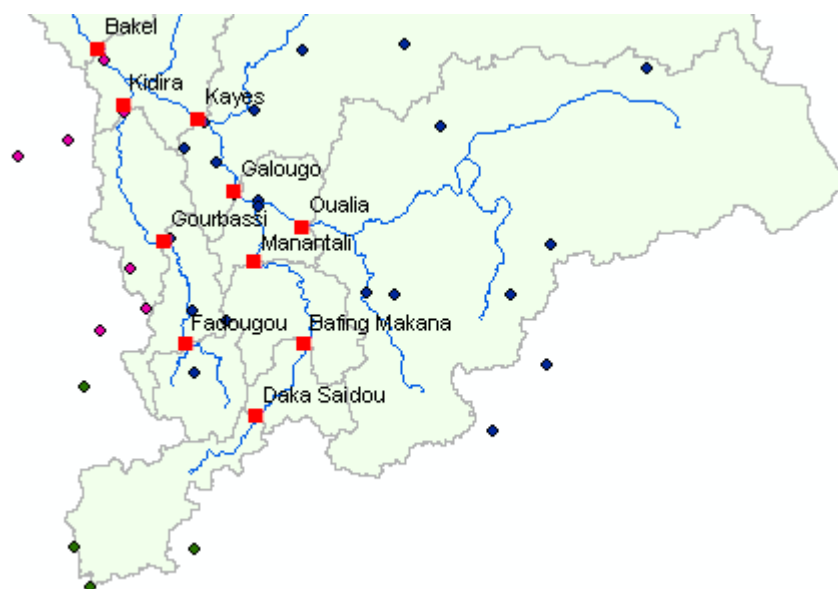 Bakel
Kidira
Kayes
Galougo
Gourbassi
Oualia
Manantali
Fadougou
Bafing Makana
Daka Saidou